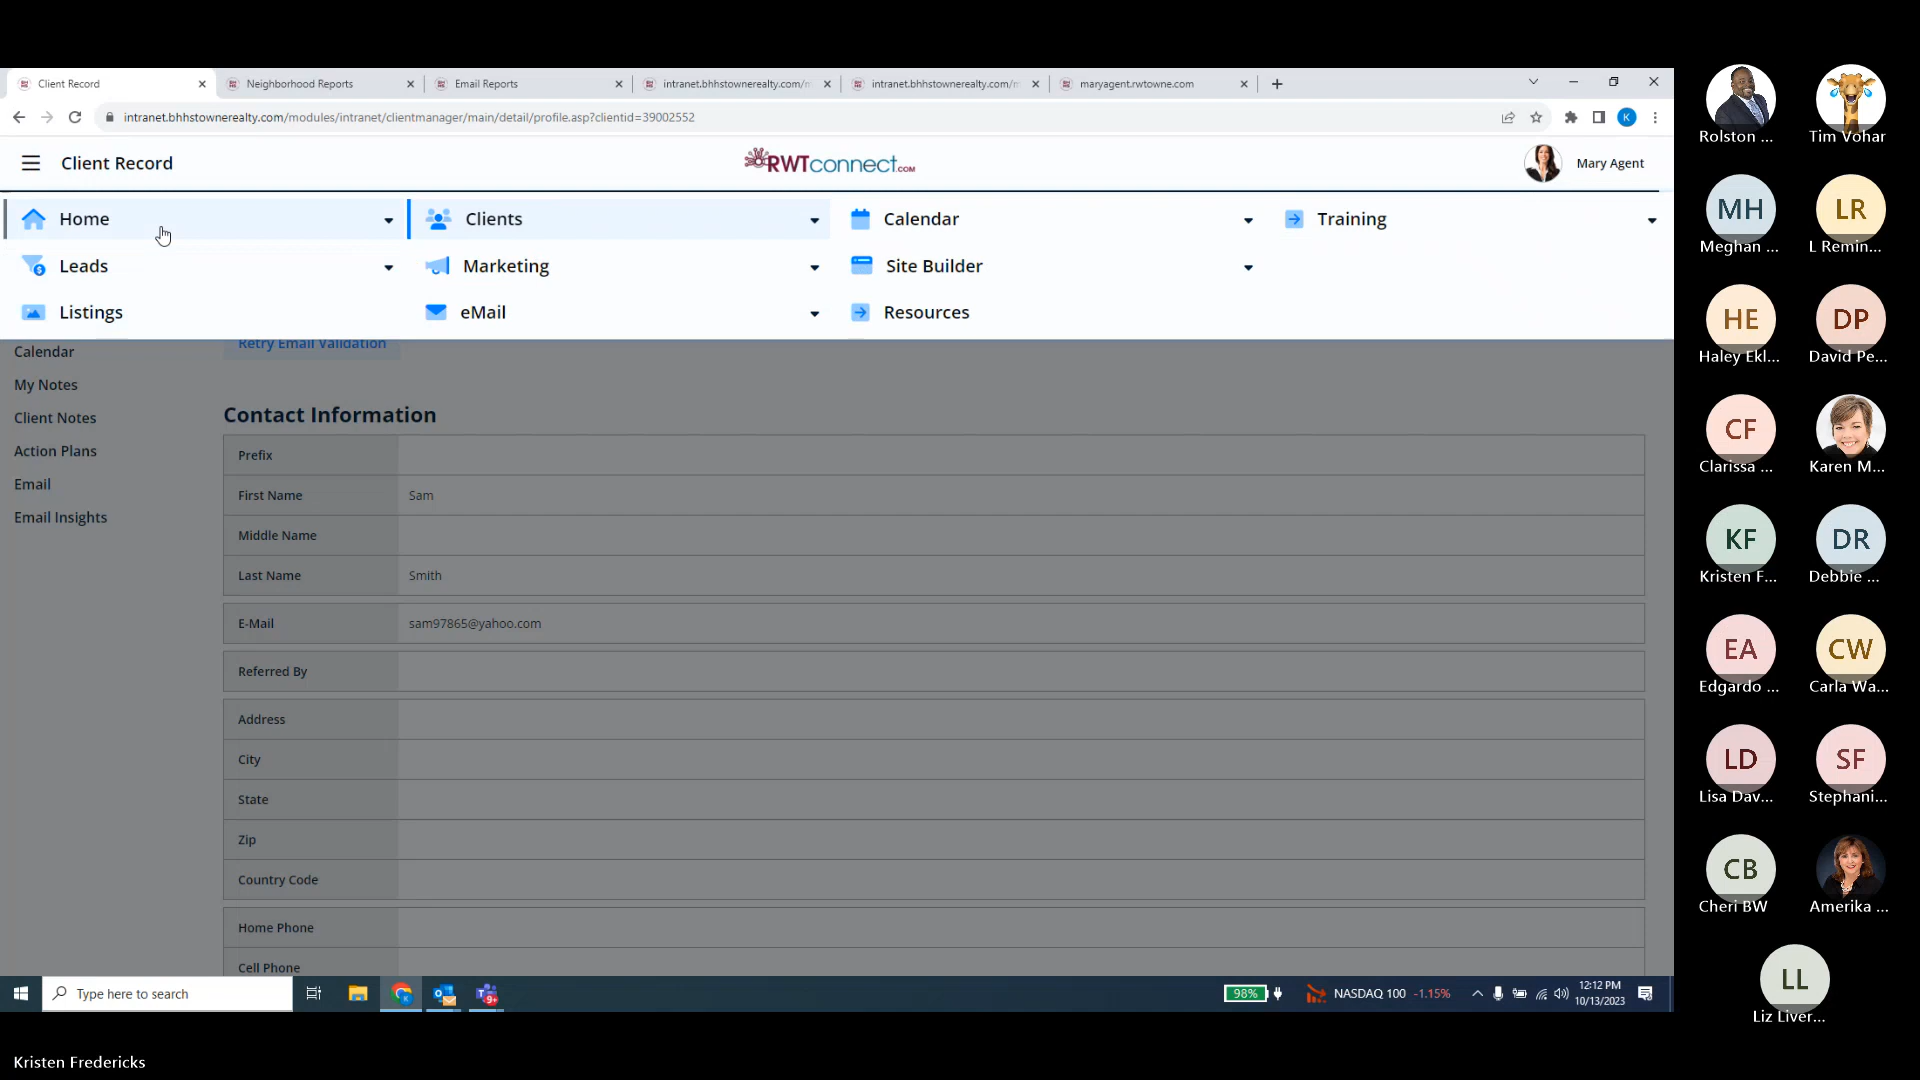 Client Record
Neighborhood Reports
Email Reports
intranet.bhhstownerealty.com/m
intranet.bhhstownerealty.com/m
maryagent.rwtowne.com
intranet.bhhstownerealty.com/modules/intranet/clientmanager/main/detail/profile.asp?clientid=39002552
K
Client Record
RWTconnect.COM
Mary Agent
Home
Clients
Calendar
Training
Leads
Marketing
Site Builder
Listings
eMail
Resources
Retry Email Validation
Calendar
My Notes
Client Notes
Action Plans
Email
Email Insights
Contact Information
Prefix
First Name Sam
Middle Name
Last Name Smith
E-Mail sam97865@yahoo.com
Referred By
Address
City
State
Zip
Country Code
Home Phone
Cell Phone
Type here to search
9+
98%
NASDAQ 100 -1.15%
12:12 PM
10/13/2023
Rolston ...
Tim Vohar
MH
Meghan ...
LR
L Remin...
HE
Haley Ekl...
DP
David Pe...
CF
Clarissa ...
Karen M...
KF
Kristen F...
DR
Debbie ...
EA
Edgardo ...
CW
Carla Wa...
LD
Lisa Dav...
SF
Stephani...
CB
Cheri BW
Amerika ...
LL
Liz Liver...
Kristen Fredericks